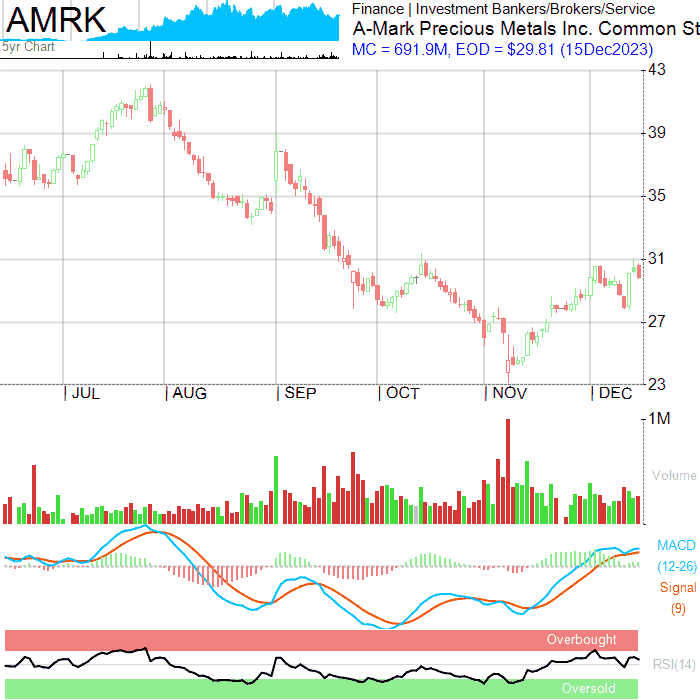 AMRK
5yr Chart
Finance | Investment Bankers/Brokers/Service
A-Mark Precious Metals Inc. Common St
MC = 691.9M, EOD = $29.81 (15Dec2023)
43
39
35
31
27
23
JUL AUG SEP OCT NOV DEC
1M
Volume
MACD
(12-26)
Signal
(9)
Overbought
RSI(14)
Oversold